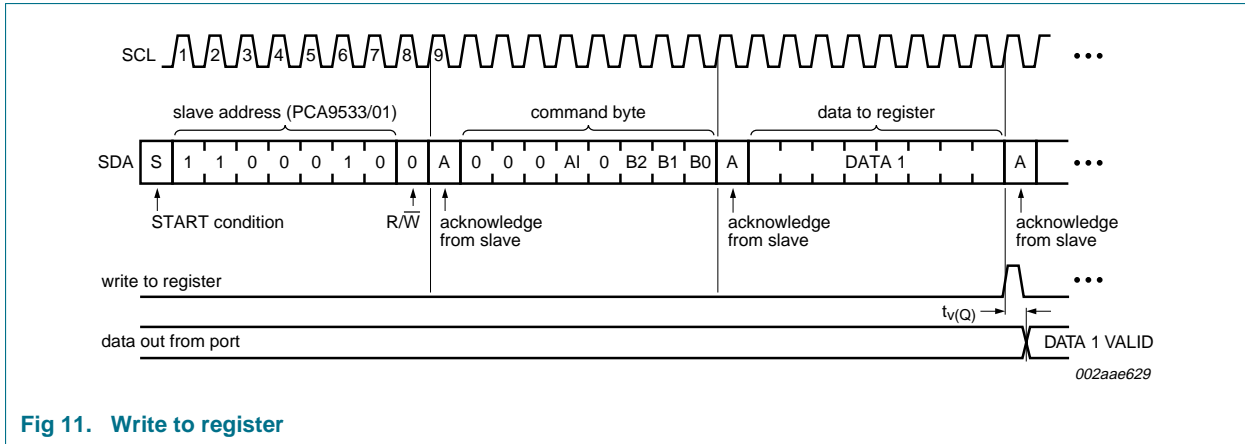 SCL 1 2 3 4 5 6 7 8 9 •••
slave address (PCA9533/01) command byte data to register
SDA S 1 1 0 0 0 1 0 0 A 0 0 0 AI 0 B2 B1 B0 A DATA 1 A •••
START condition R/W̅ acknowledge acknowledge acknowledge
from slave from slave from slave
write to register •••
tv(Q)
data out from port DATA 1 VALID
002aae629
Fig 11. Write to register